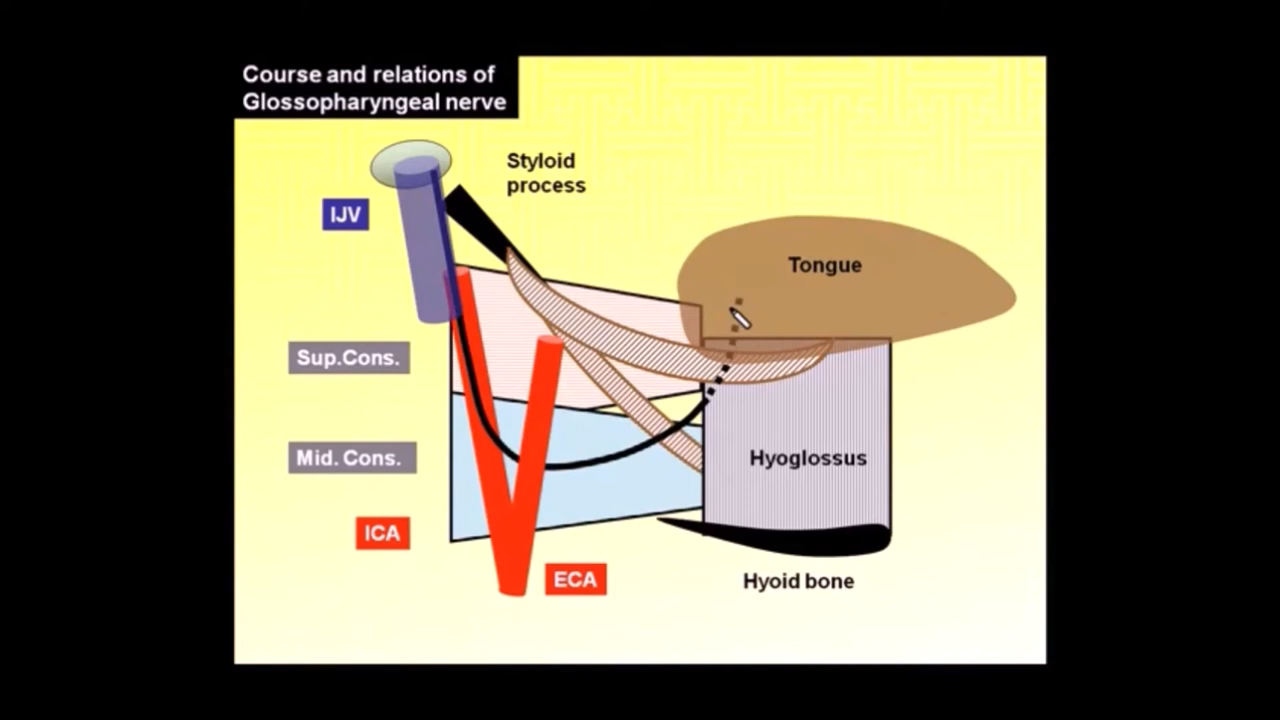 Course and relations of
Glossopharyngeal nerve
Styloid
process
IJV
Tongue
Sup.Cons.
Mid. Cons.
Hyoglossus
ICA
ECA
Hyoid bone